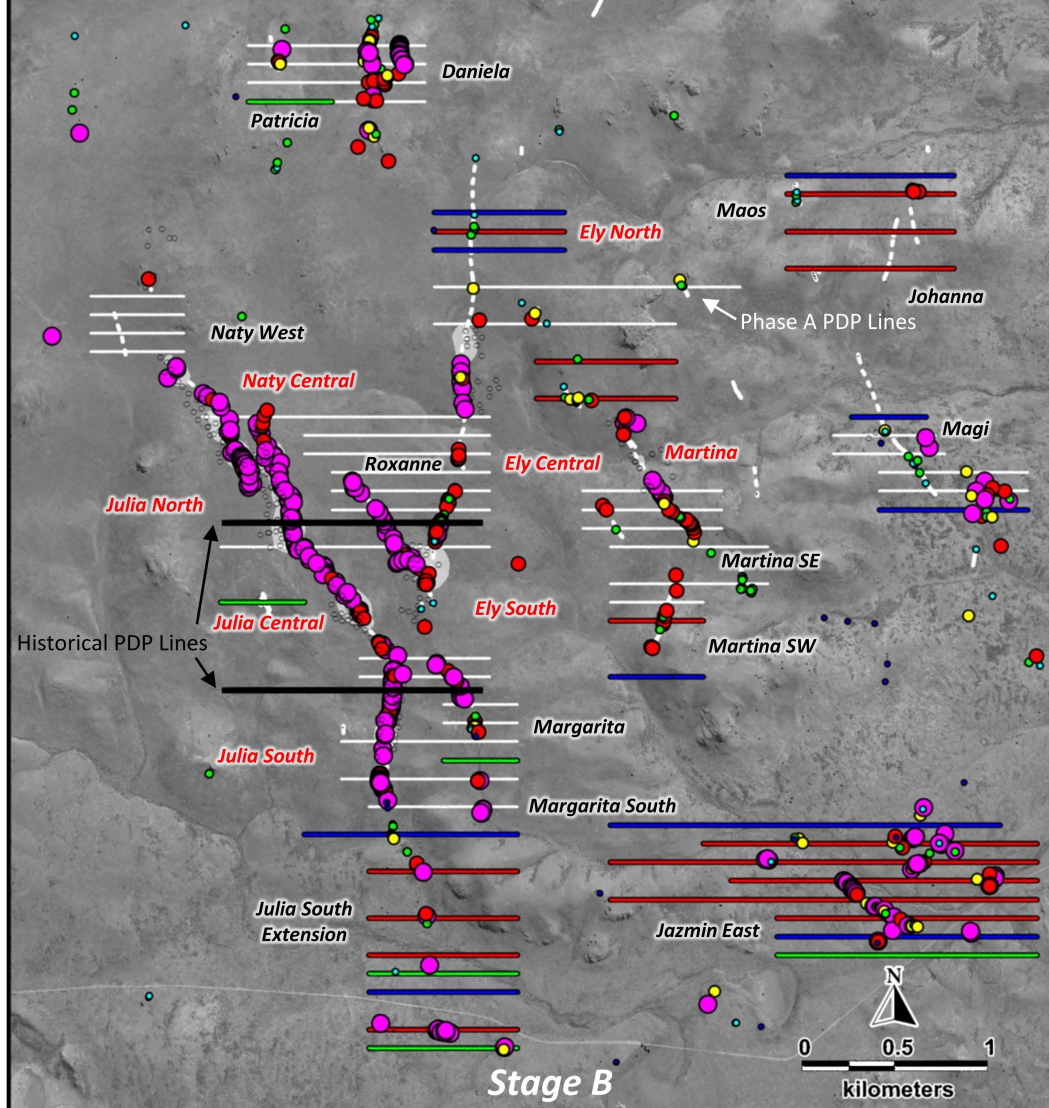 Daniela
Patricia
Maos
Ely North
Johanna
Phase A PDP Lines
Naty West
Naty Central
Magi
Roxanne
Ely Central
Martina
Julia North
Martina SE
Ely South
Julia Central
Historical PDP Lines
Martina SW
Margarita
Julia South
Margarita South
Julia South
Extension
Jazmin East
N
0 0.5 1
kilometers
Stage B